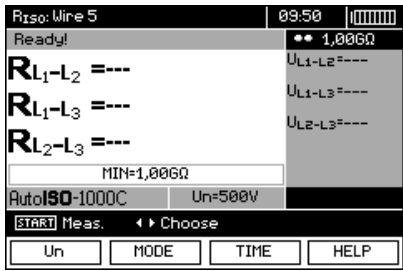 RISO: Wire 5 09:50
Ready! •• 1,00GΩ
RL1-L2 =---
UL1-L2=---
RL1-L3 =---
UL1-L3=---
RL2-L3 =---
UL2-L3=---
MIN=1,00GΩ
AutoISO-1000C Un=500V
START Meas. ◂ ▸ Choose
Un MODE TIME HELP